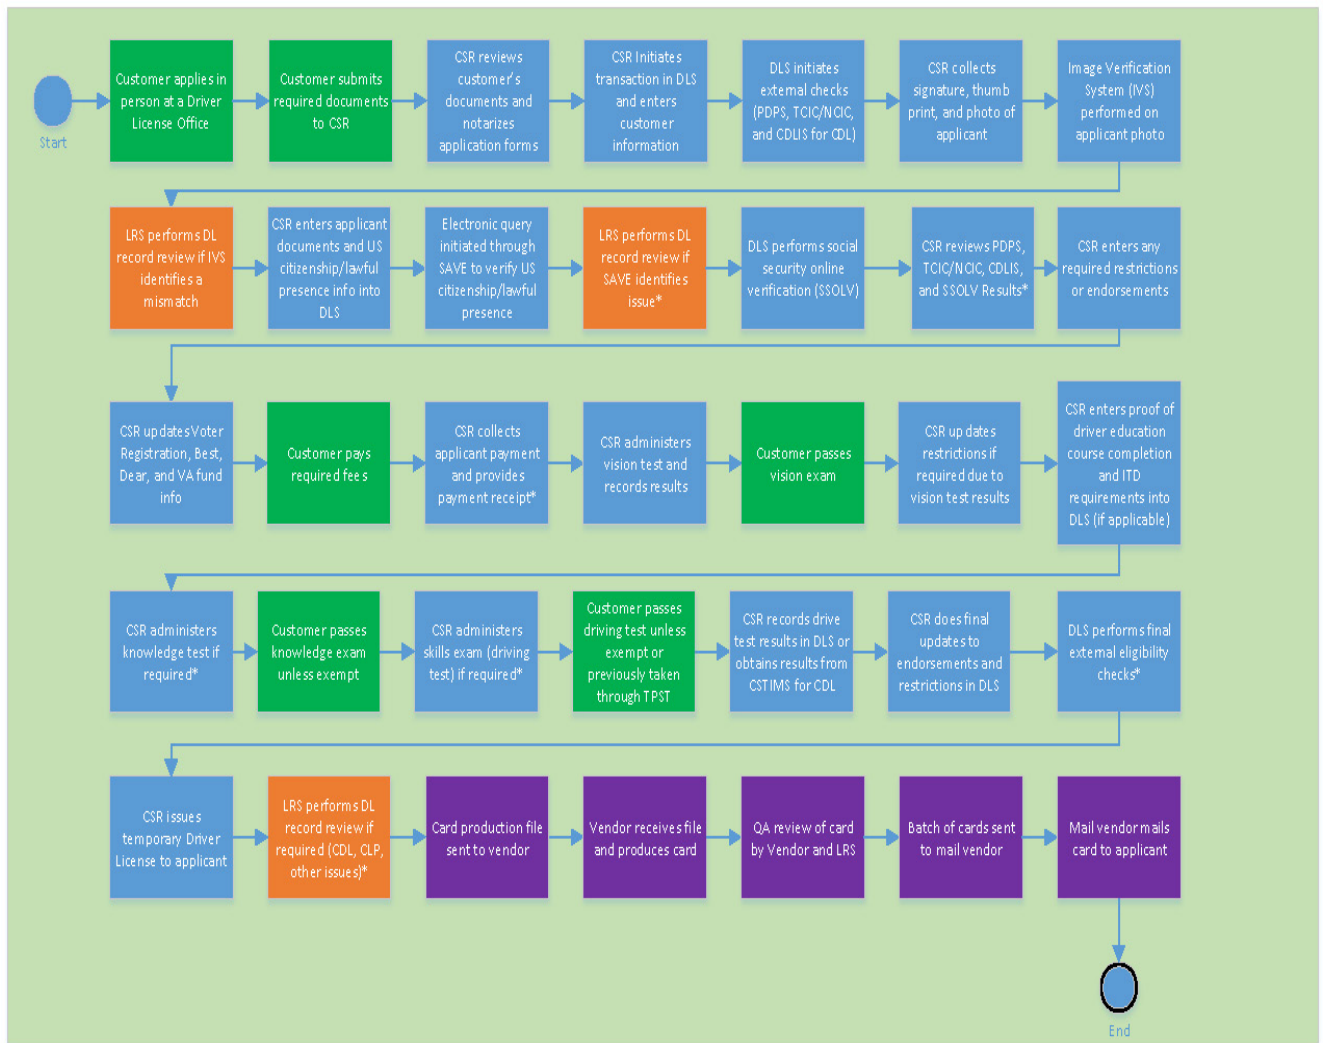 Start
Customer applies in
person at a Driver
License Office
Customer submits
required documents
to CSR
CSR reviews
customer's
documents and
notarizes
application forms
CSR Initiates
transaction in DLS
and enters
customer
information
DLS initiates
external checks
(PDPS, TCIC/NCIC,
and CDLIS for CDL)
CSR collects
signature, thumb
print, and photo of
applicant
Image Verification
System (IVS)
performed on
applicant photo
LRS performs DL
record review if IVS
identifies a
mismatch
CSR enters applicant
documents and US
citizenship/lawful
presence info into
DLS
Electronic query
initiated through
SAVE to verify US
citizenship/lawful
presence
LRS performs DL
record review if
SAVE identifies
issue*
DLS performs social
security online
verification (SSOLV)
CSR reviews PDPS,
TCIC/NCIC, CDLIS,
and SSOLV Results*
CSR enters any
required restrictions
or endorsements
CSR updates Voter
Registration, Best,
Dear, and VA fund
info
Customer pays
required fees
CSR collects
applicant payment
and provides
payment receipt*
CSR administers
vision test and
records results
Customer passes
vision exam
CSR updates
restrictions if
required due to
vision test results
CSR enters proof of
driver education
course completion
and ITD
requirements into
DLS (if applicable)
CSR administers
knowledge test if
required*
Customer passes
knowledge exam
unless exempt
CSR administers
skills exam (driving
test) if required*
Customer passes
driving test unless
exempt or
previously taken
through TPST
CSR records drive
test results in DLS or
obtains results from
CSTIMS for CDL
CSR does final
updates to
endorsements and
restrictions in DLS
DLS performs final
external eligibility
checks*
CSR issues
temporary Driver
License to applicant
LRS performs DL
record review if
required (CDL, CLP,
other issues)*
Card production file
sent to vendor
Vendor receives file
and produces card
QA review of card
by Vendor and LRS
Batch of cards sent
to mail vendor
Mail vendor mails
card to applicant
End